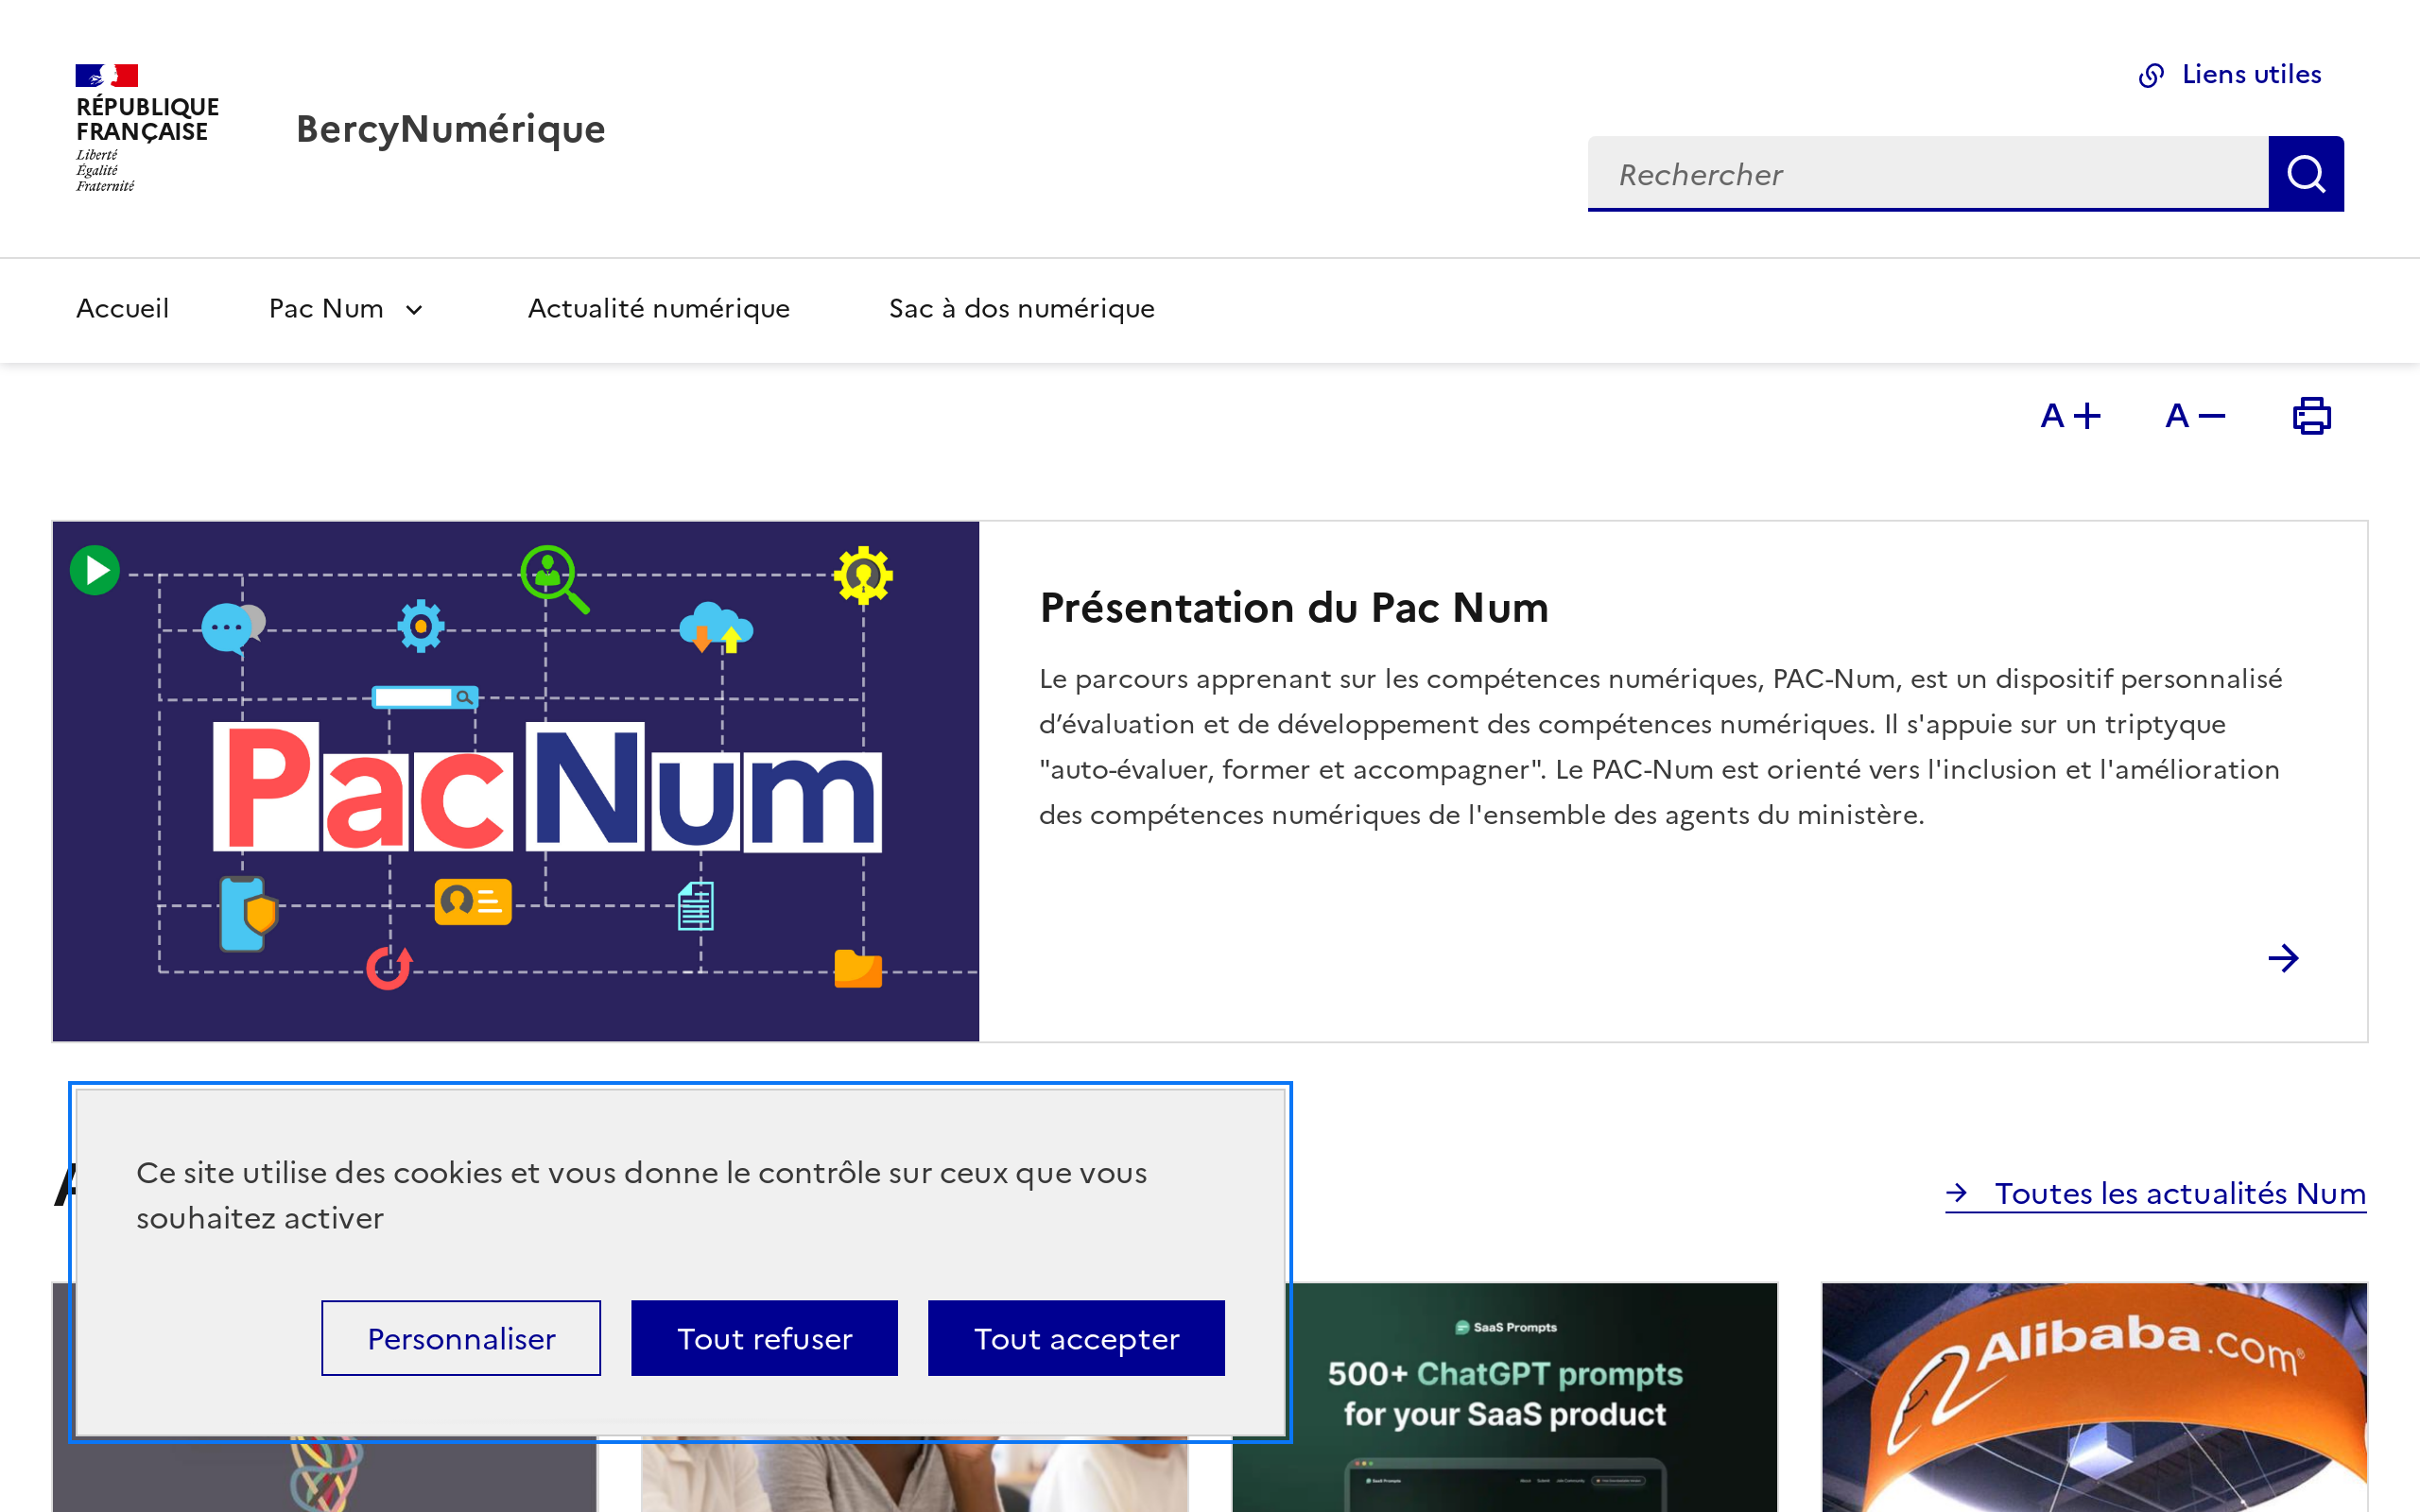 RÉPUBLIQUE
FRANÇAISE
Liberté
Égalité
Fraternité
BercyNumérique
Liens utiles
Rechercher
Accueil
Pac Num
Actualité numérique
Sac à dos numérique
A +
A −
PacNum
Présentation du Pac Num
Le parcours apprenant sur les compétences numériques, PAC-Num, est un dispositif personnalisé
d’évaluation et de développement des compétences numériques. Il s'appuie sur un triptyque
"auto-évaluer, former et accompagner". Le PAC-Num est orienté vers l'inclusion et l'amélioration
des compétences numériques de l'ensemble des agents du ministère.
Ce site utilise des cookies et vous donne le contrôle sur ceux que vous
souhaitez activer
Personnaliser
Tout refuser
Tout accepter
Toutes les actualités Num
SaaS Prompts
500+ ChatGPT prompts
for your SaaS product
Alibaba.com®